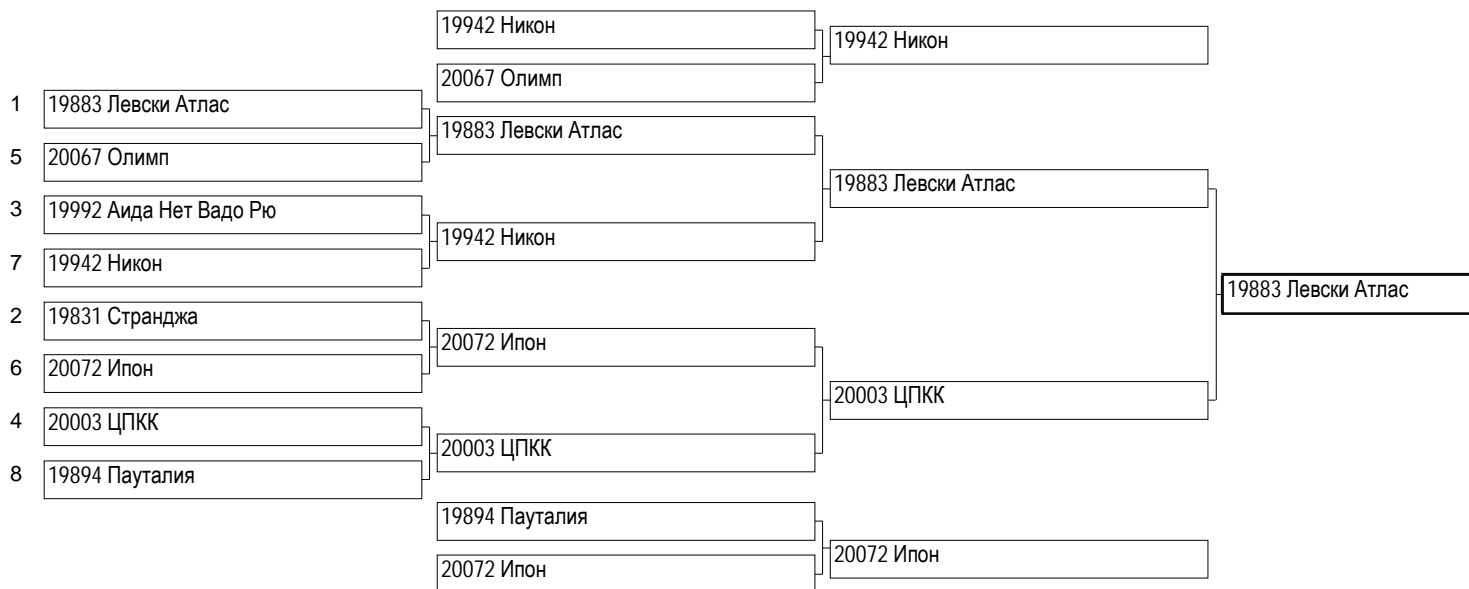 19942 Никон
19942 Никон
20067 Олимп
1 19883 Левски Атлас
19883 Левски Атлас
5 20067 Олимп
19883 Левски Атлас
3 19992 Аида Нет Вадо Рю
19942 Никон
7 19942 Никон
19883 Левски Атлас
2 19831 Странджа
20072 Ипон
6 20072 Ипон
20003 ЦПКК
4 20003 ЦПКК
20003 ЦПКК
8 19894 Пауталия
19894 Пауталия
20072 Ипон
20072 Ипон